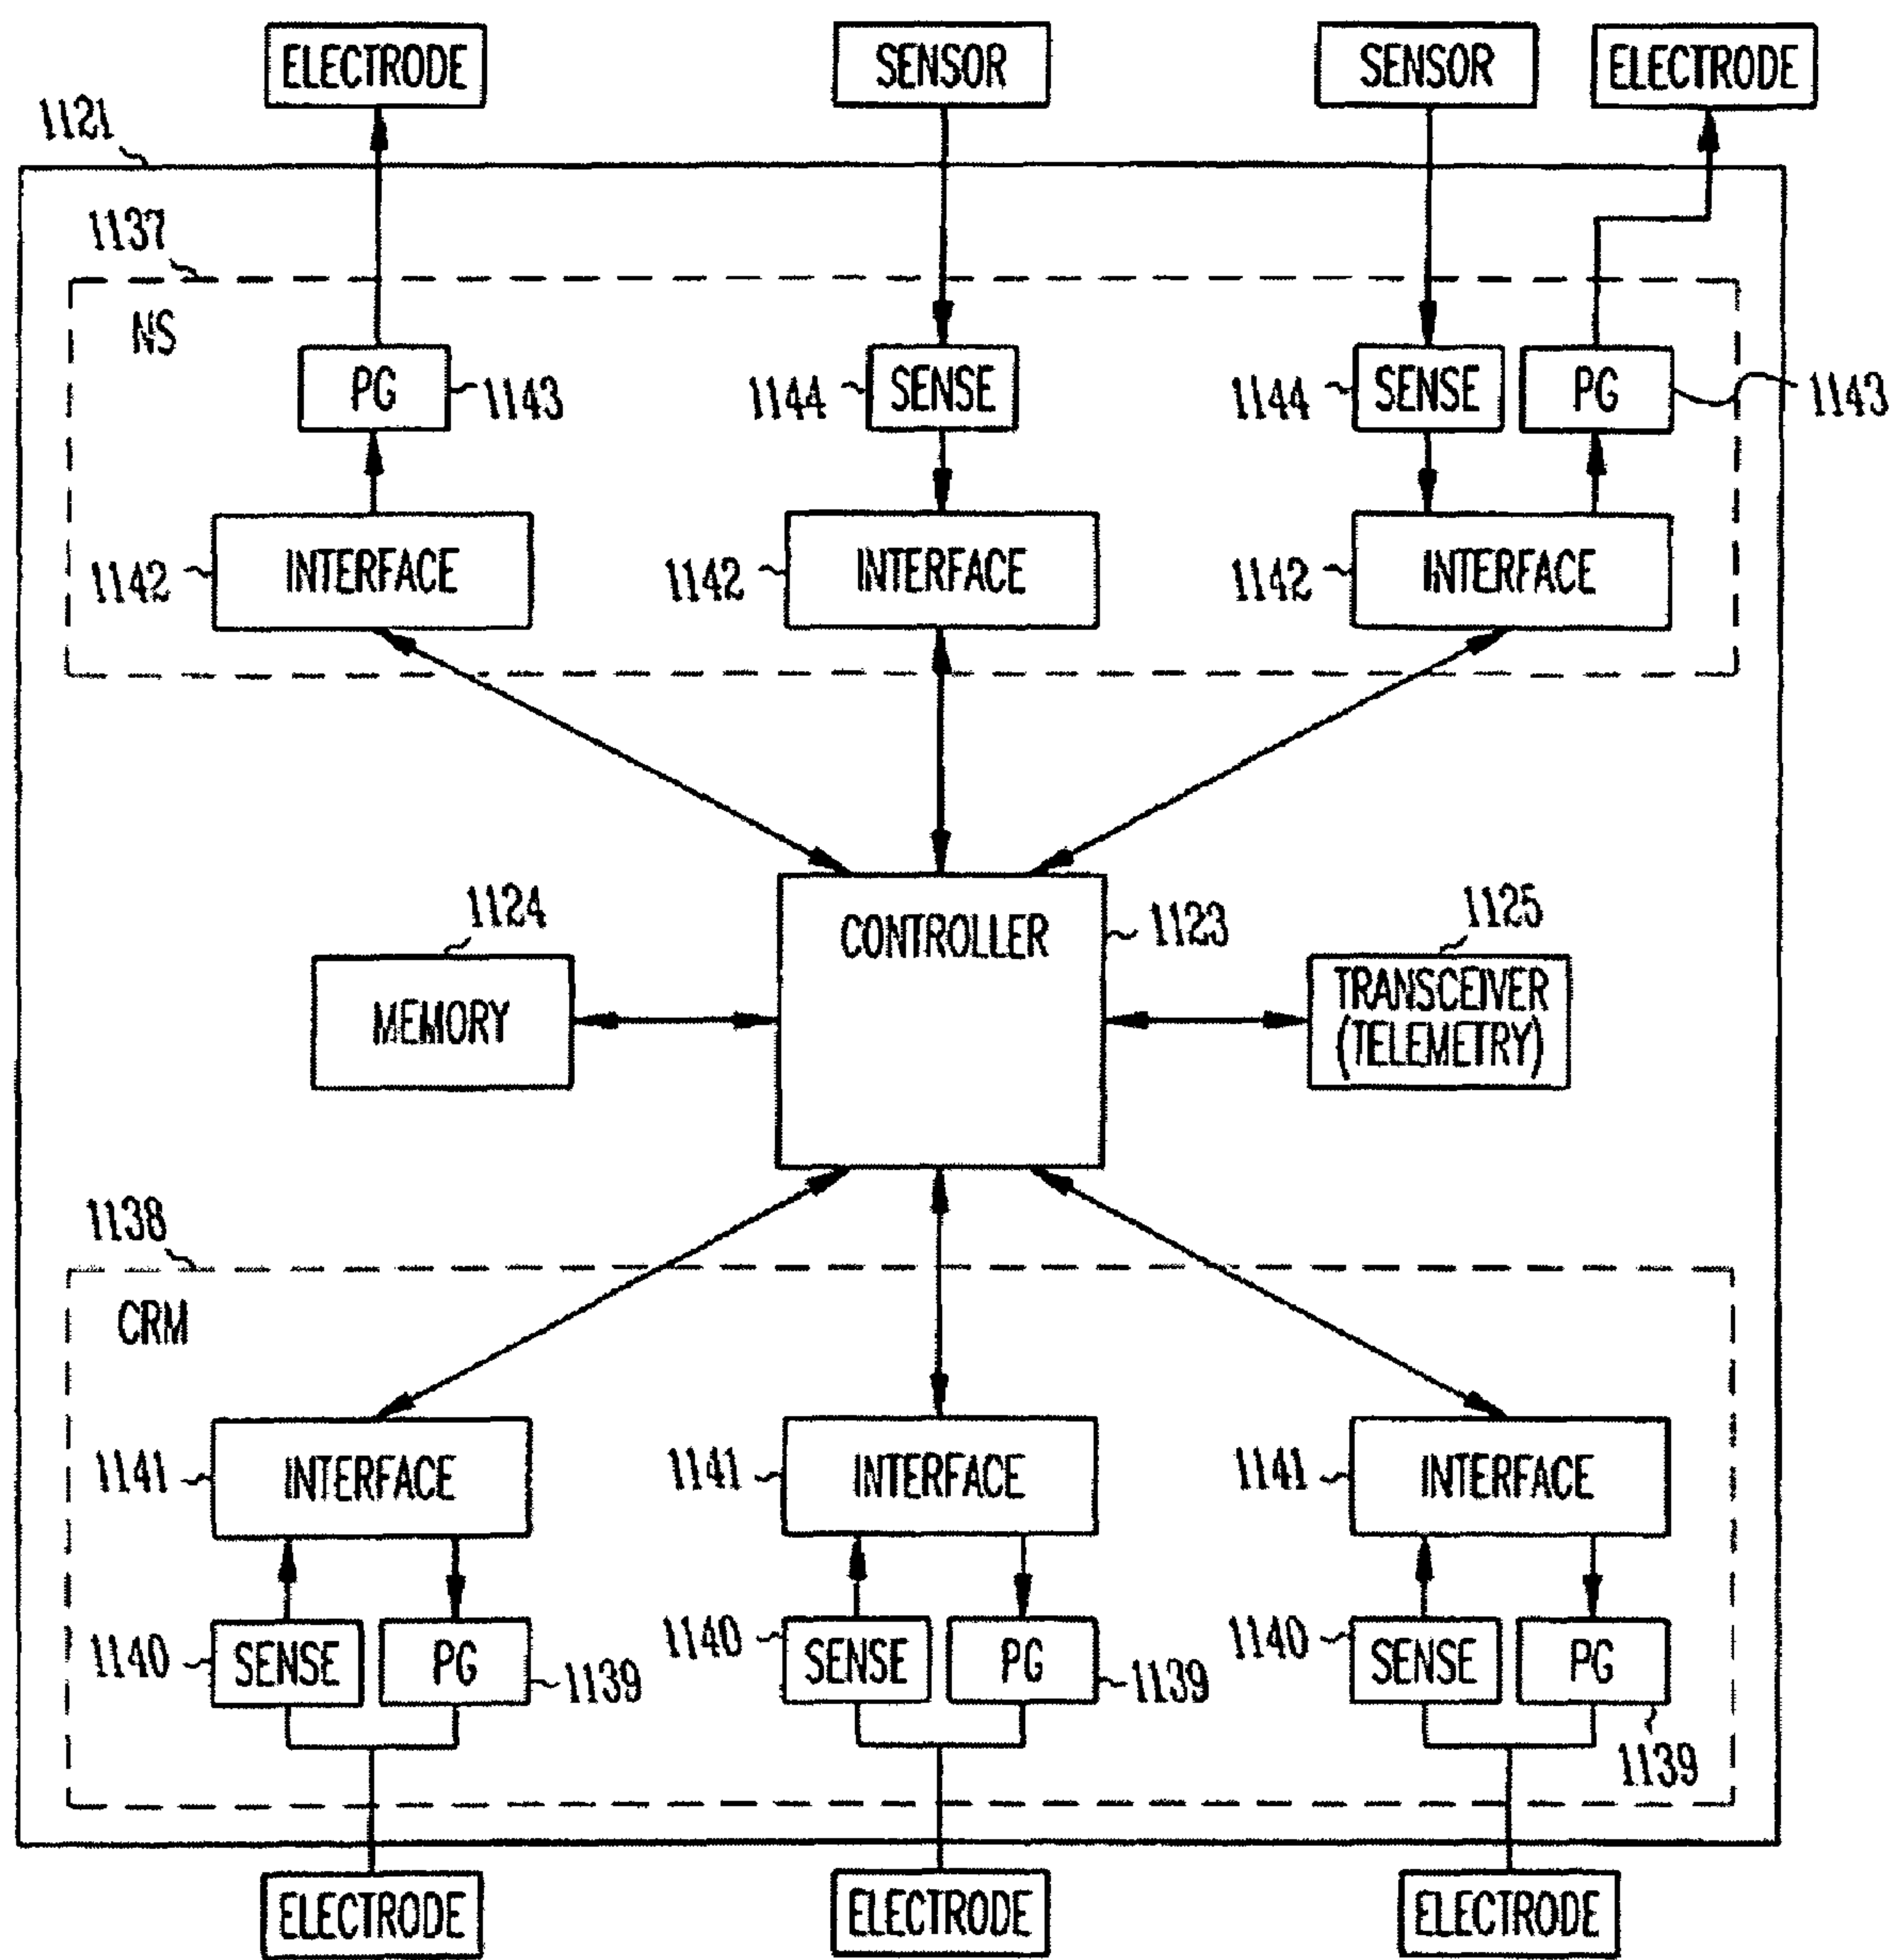 ELECTRODE
SENSOR
SENSOR
ELECTRODE
1121
1137
NS
PG
1143
1144
SENSE
1144
SENSE
PG
1143
1142
INTERFACE
1142
INTERFACE
1142
INTERFACE
1124
MEMORY
CONTROLLER
1123
1125
TRANSCEIVER
(TELEMETRY)
1138
CRM
1141
INTERFACE
1141
INTERFACE
1141
INTERFACE
1140
SENSE
PG
1139
1140
SENSE
PG
1139
1140
SENSE
PG
1139
ELECTRODE
ELECTRODE
ELECTRODE